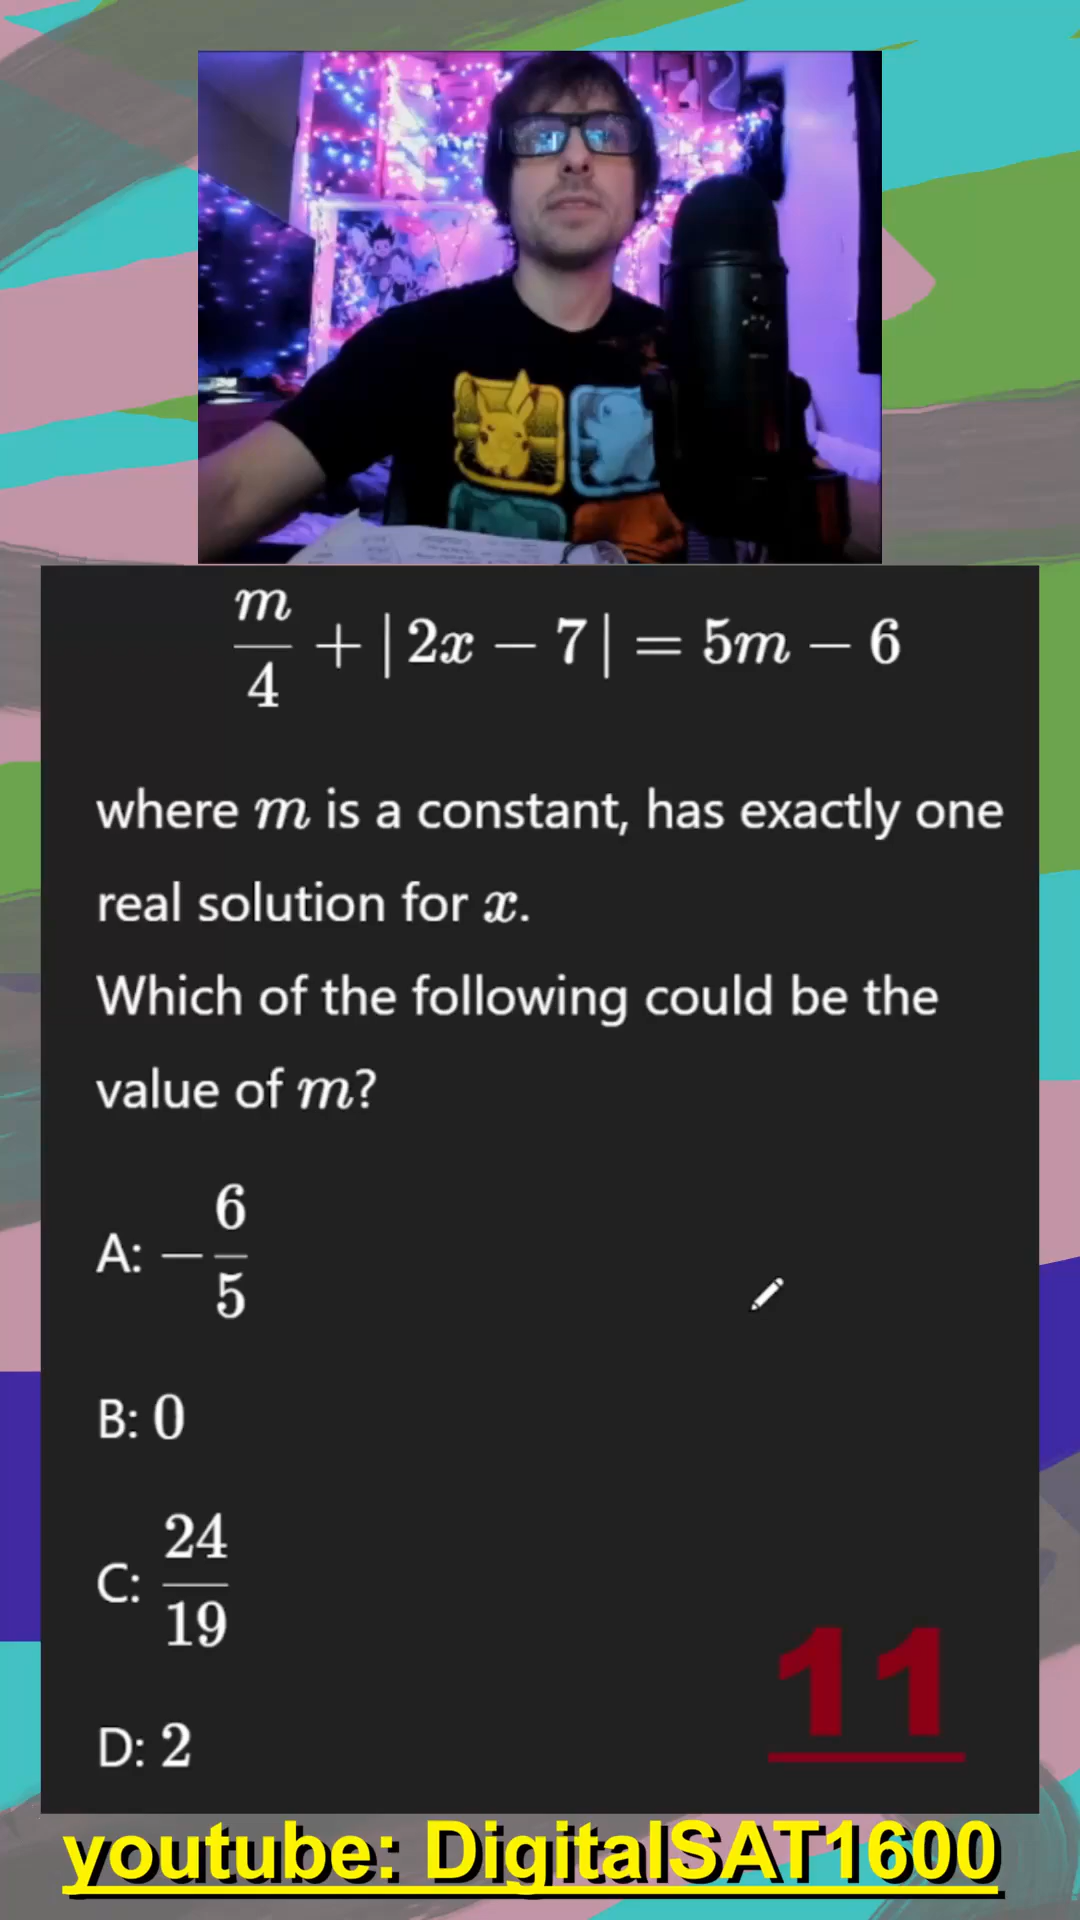 m/4 + |2x − 7| = 5m − 6
where m is a constant, has exactly one
real solution for x.
Which of the following could be the
value of m?
A: −6/5
B: 0
C: 24/19
D: 2
11
youtube: DigitalSAT1600